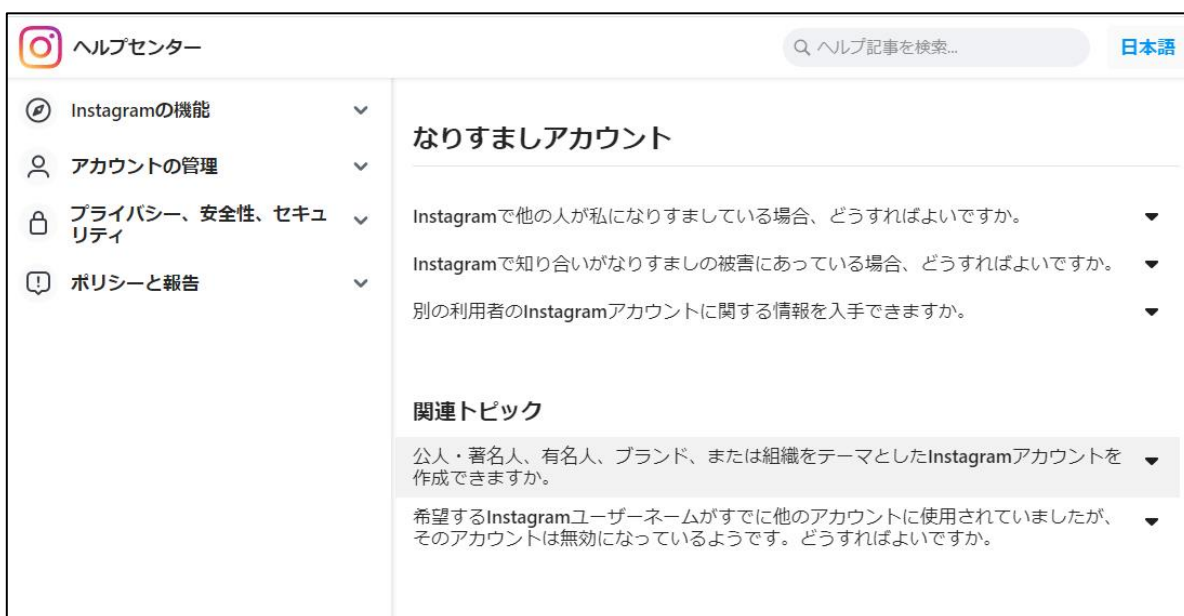 ヘルプセンター
ヘルプ記事を検索...
日本語
Instagramの機能
アカウントの管理
プライバシー、安全性、セキュ
リティ
ポリシーと報告
なりすましアカウント
Instagramで他の人が私になりすましている場合、どうすればよいですか。
Instagramで知り合いがなりすましの被害にあっている場合、どうすればよいですか。
別の利用者のInstagramアカウントに関する情報を入手できますか。
関連トピック
公人・著名人、有名人、ブランド、または組織をテーマとしたInstagramアカウントを
作成できますか。
希望するInstagramユーザーネームがすでに他のアカウントに使用されていましたが、
そのアカウントは無効になっているようです。どうすればよいですか。